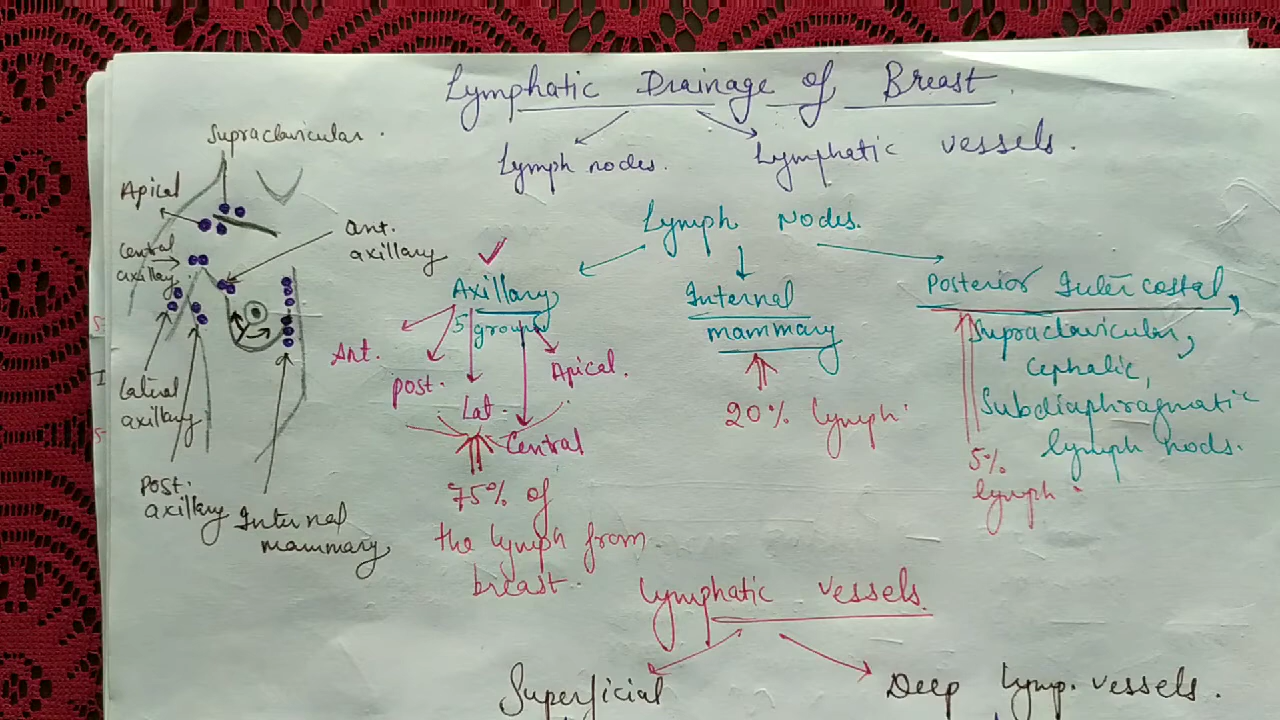 Lymphatic Drainage of Breast.
Lymph nodes.
Lymphatic vessels.
Supraclavicular.
Apical
Central
axillary
ant.
axillary
Lateral
axillary
Post.
axillary
Internal
mammary
Lymph Nodes.
Axillary
5 groups
Ant.
post.
Lat.
Central
Apical.
75% of
the lymph from
breast.
Internal
mammary
20% lymph
Posterior Intercostal,
Supraclavicular,
Cephalic,
Subdiaphragmatic
lymph nods.
5%
lymph
Lymphatic vessels.
Superficial
Deep lymp. vessels.